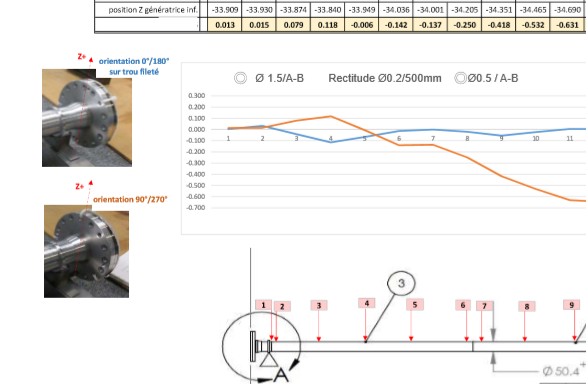 position Z génératrice inf. -33.909 -33.930 -33.874 -33.840 -33.949 -34.036 -34.001 -34.205 -34.351 -34.465 -34.690
0.013 0.015 0.079 0.118 -0.006 -0.142 -0.137 -0.250 -0.418 -0.532 -0.631
Z+ orientation 0°/180°
sur trou fileté
◎ Ø 1.5/A-B Rectitude Ø0.2/500mm ◎Ø0.5 / A-B
0.300
0.200
0.100
0.000
-0.100
-0.200
-0.300
-0.400
-0.500
-0.600
-0.700
1 2 3 4 5 6 7 8 9 10 11
Z+
orientation 90°/270°
3
1 2 3 4 5 6 7 8 9
A
Ø 50.4 +